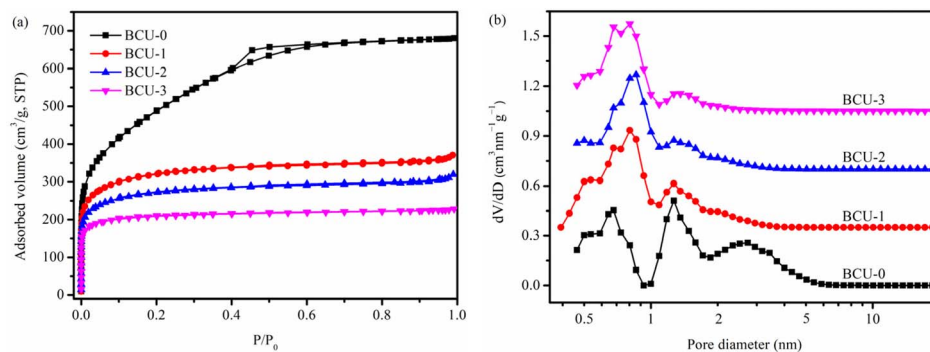 (a)
BCU-0
BCU-1
BCU-2
BCU-3
Adsorbed volume (cm³/g, STP)
700
600
500
400
300
200
100
0
0.0 0.2 0.4 0.6 0.8 1.0
P/P₀
(b)
dV/dD (cm³ nm⁻¹g⁻¹)
1.5
1.2
0.9
0.6
0.3
0.0
BCU-3
BCU-2
BCU-1
BCU-0
0.5 1 5 10
Pore diameter (nm)